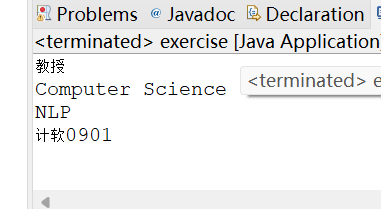 Problems @ Javadoc Declaration
<terminated> exercise [Java Application]
教授
Computer Science
<terminated> e
NLP
计软0901